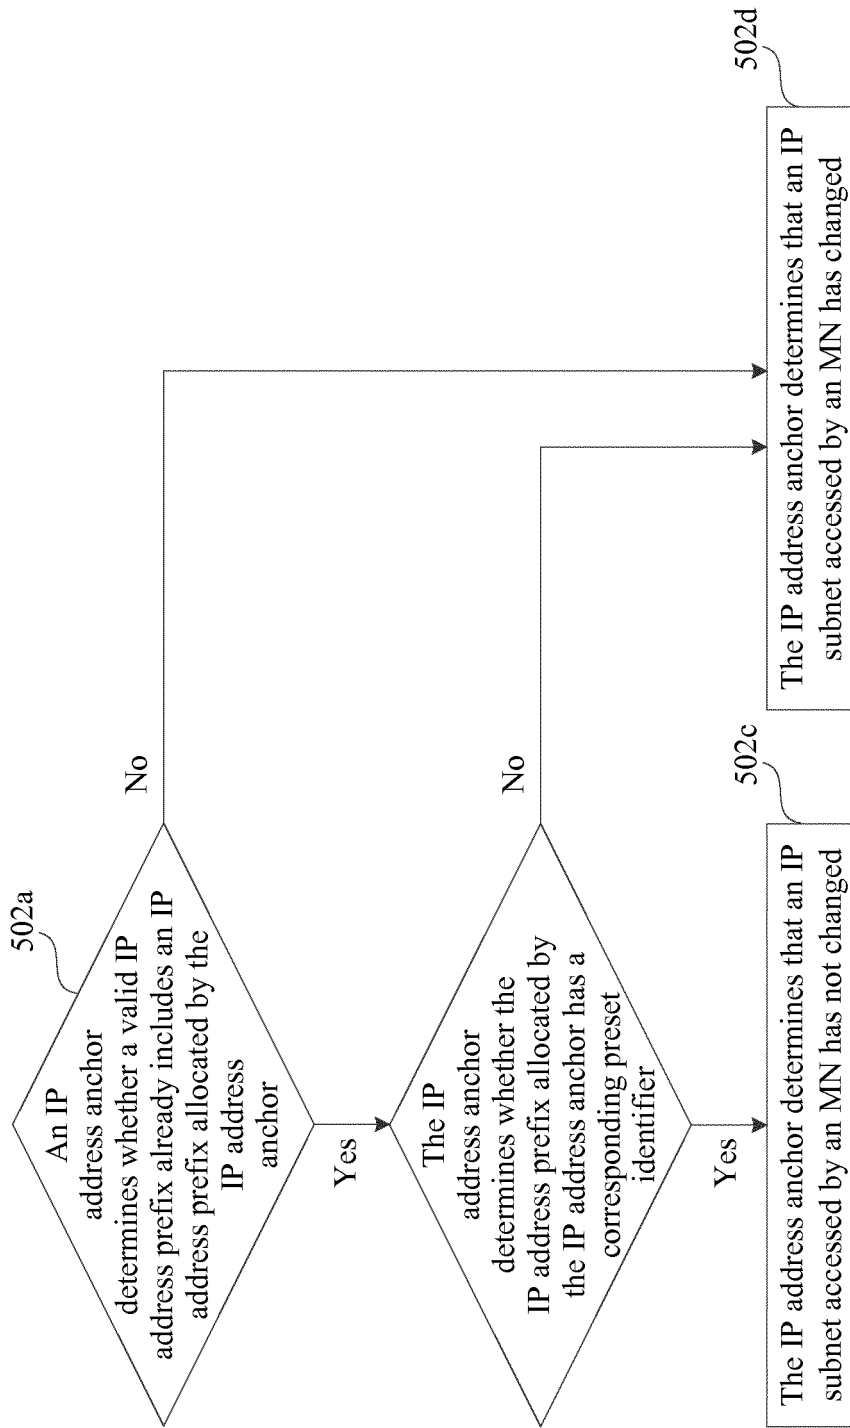 502a
An IP
address anchor
determines whether a valid IP
address prefix already includes an IP
address prefix allocated by the
IP address
anchor
No
Yes
The IP
address anchor
determines whether the
IP address prefix allocated by
the IP address anchor has a
corresponding preset
identifier
No
Yes
502c
The IP address anchor determines that an IP
subnet accessed by an MN has not changed
502d
The IP address anchor determines that an IP
subnet accessed by an MN has changed